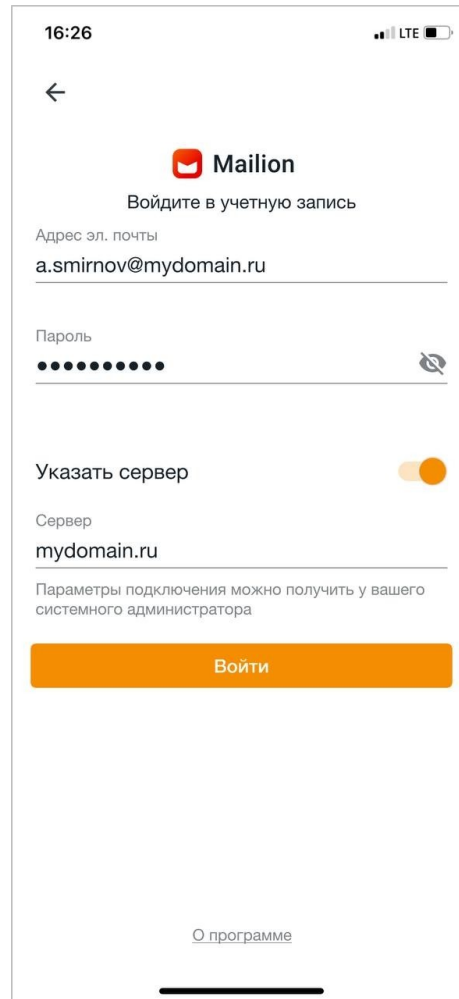 16:26
LTE
Mailion
Войдите в учетную запись
Адрес эл. почты
a.smirnov@mydomain.ru
Пароль
••••••••••
Указать сервер
Сервер
mydomain.ru
Параметры подключения можно получить у вашего
системного администратора
Войти
О программе